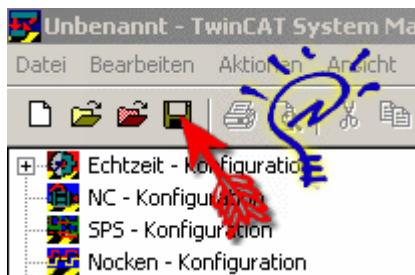 Unbenannt - TwinCAT System Ma
Datei Bearbeiten Aktionen Ansicht
Echtzeit - Konfiguration
NC - Konfiguration
SPS - Konfiguration
Nocken - Konfiguration